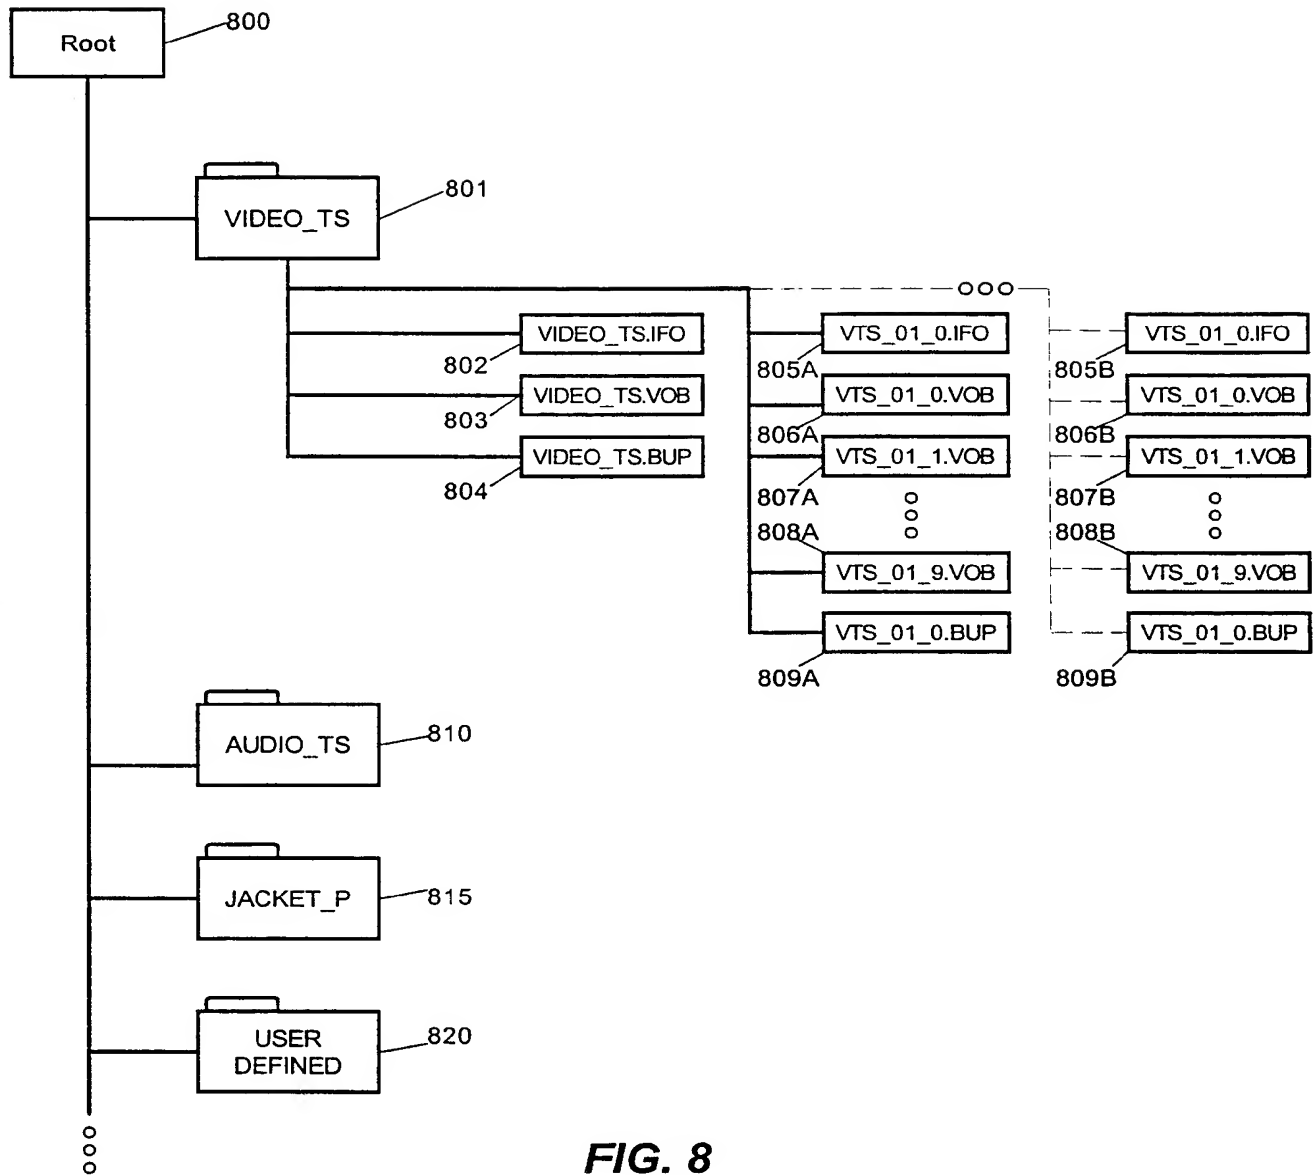 Root
800
VIDEO_TS
801
VIDEO_TS.IFO
802
VIDEO_TS.VOB
803
VIDEO_TS.BUP
804
VTS_01_0.IFO
805A
VTS_01_0.VOB
806A
VTS_01_1.VOB
807A
808A
VTS_01_9.VOB
VTS_01_0.BUP
809A
VTS_01_0.IFO
805B
VTS_01_0.VOB
806B
VTS_01_1.VOB
807B
808B
VTS_01_9.VOB
VTS_01_0.BUP
809B
AUDIO_TS
810
JACKET_P
815
USER
DEFINED
820
FIG. 8